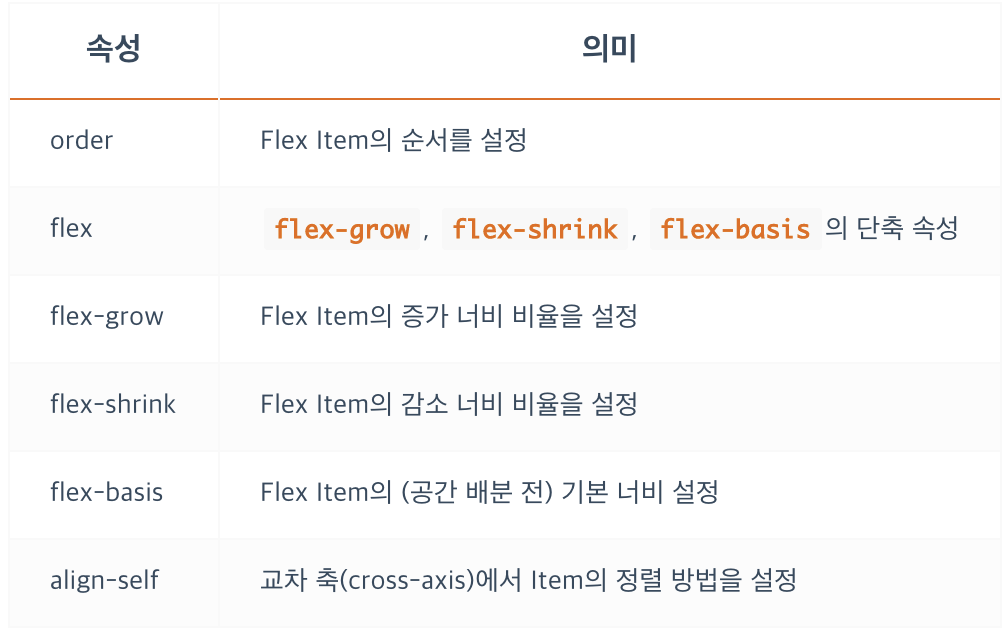 속성 의미
order Flex Item의 순서를 설정
flex flex-grow , flex-shrink , flex-basis 의 단축 속성
flex-grow Flex Item의 증가 너비 비율을 설정
flex-shrink Flex Item의 감소 너비 비율을 설정
flex-basis Flex Item의 (공간 배분 전) 기본 너비 설정
align-self 교차 축(cross-axis)에서 Item의 정렬 방법을 설정